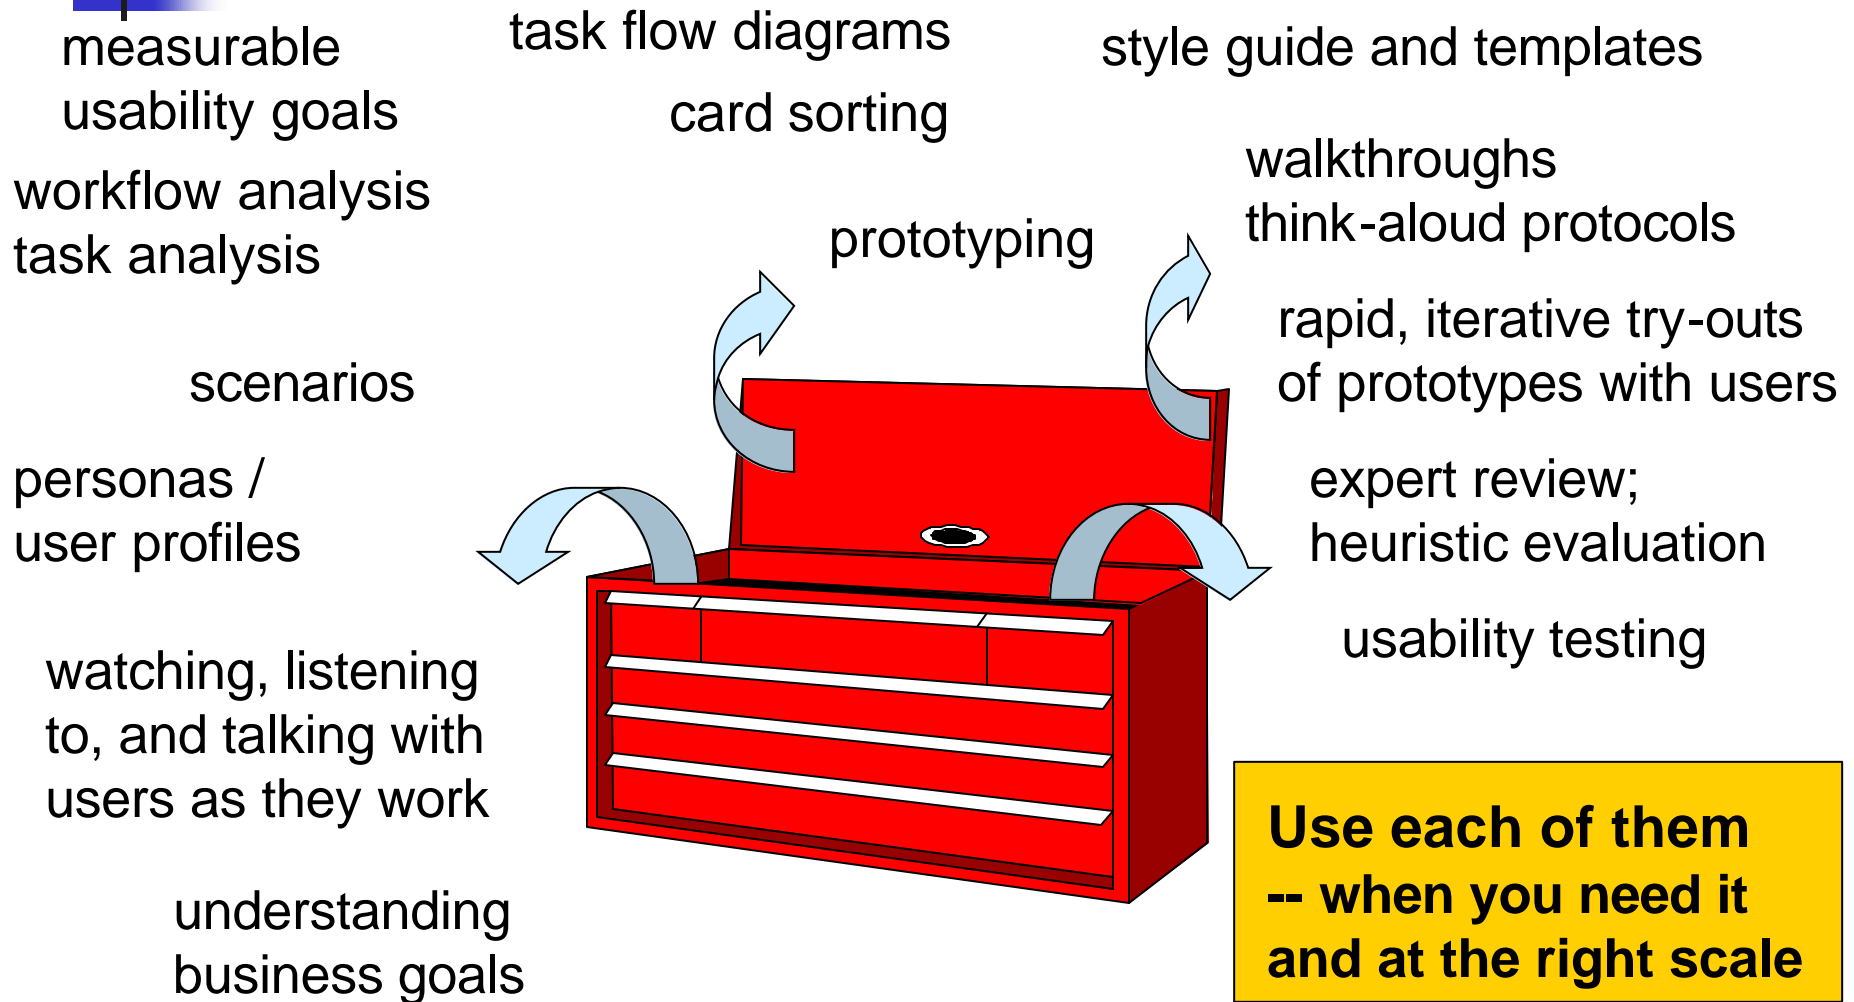 measurable
usability goals
task flow diagrams
style guide and templates
card sorting
workflow analysis
task analysis
walkthroughs
think-aloud protocols
prototyping
rapid, iterative try-outs
of prototypes with users
scenarios
personas /
user profiles
expert review;
heuristic evaluation
usability testing
watching, listening
to, and talking with
users as they work
Use each of them
-- when you need it
and at the right scale
understanding
business goals